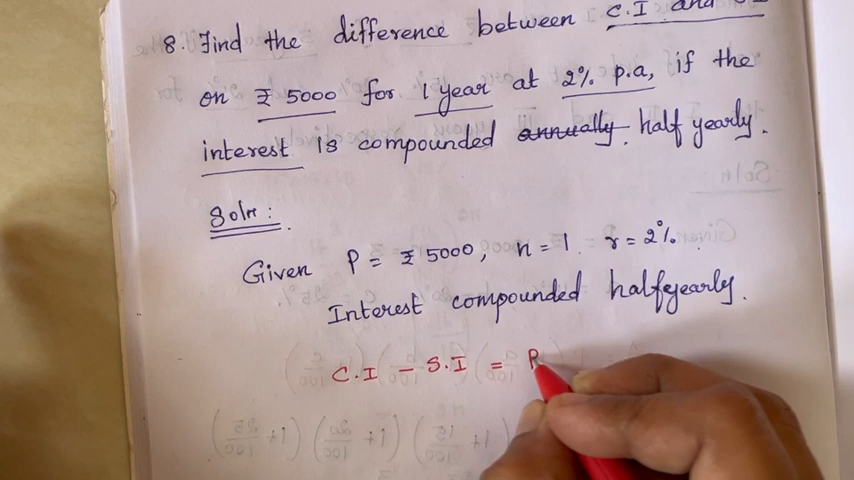 8. Find the difference between C.I and
on ₹ 5000 for 1 year at 2% p.a, if the
interest is compounded annually. half yearly.
Soln:
Given P = ₹ 5000, n = 1 r = 2%.
Interest compounded halfyearly.
C.I - S.I = P